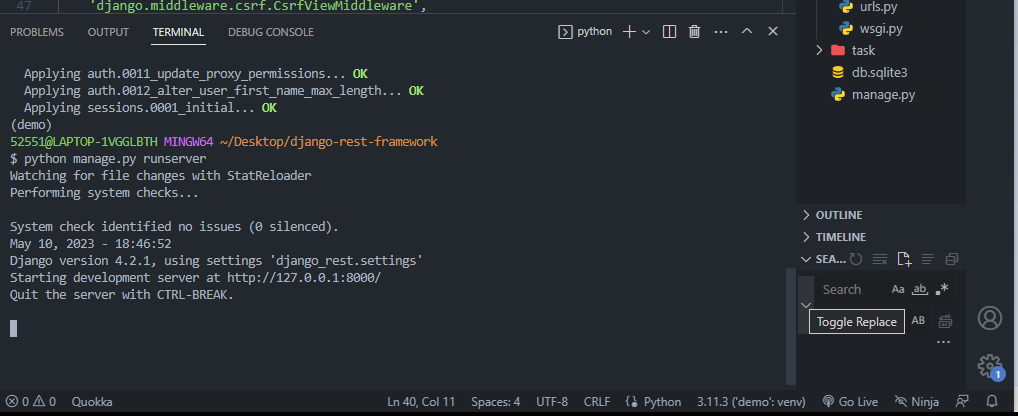 47 'django.middleware.csrf.CsrfViewMiddleware',
PROBLEMS OUTPUT TERMINAL DEBUG CONSOLE python
Applying auth.0011_update_proxy_permissions... OK
Applying auth.0012_alter_user_first_name_max_length... OK
Applying sessions.0001_initial... OK
(demo)
52551@LAPTOP-1VGGLBTH MINGW64 ~/Desktop/django-rest-framework
$ python manage.py runserver
Watching for file changes with StatReloader
Performing system checks...
System check identified no issues (0 silenced).
May 10, 2023 - 18:46:52
Django version 4.2.1, using settings 'django_rest.settings'
Starting development server at http://127.0.0.1:8000/
Quit the server with CTRL-BREAK.
urls.py
wsgi.py
task
db.sqlite3
manage.py
OUTLINE
TIMELINE
SEA...
Search Aa ab .*
Toggle Replace AB
1
0 0 Quokka Ln 40, Col 11 Spaces: 4 UTF-8 CRLF Python 3.11.3 ('demo': venv) Go Live Ninja